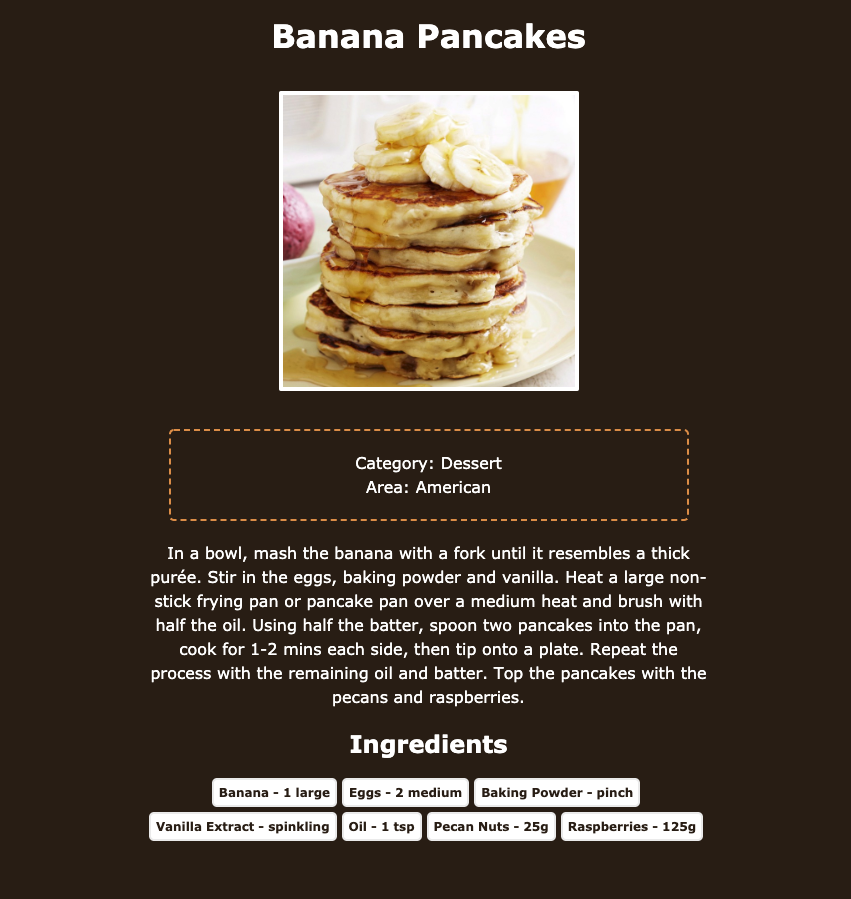 Banana Pancakes
Category: Dessert
Area: American
In a bowl, mash the banana with a fork until it resembles a thick
purée. Stir in the eggs, baking powder and vanilla. Heat a large non-
stick frying pan or pancake pan over a medium heat and brush with
half the oil. Using half the batter, spoon two pancakes into the pan,
cook for 1-2 mins each side, then tip onto a plate. Repeat the
process with the remaining oil and batter. Top the pancakes with the
pecans and raspberries.
Ingredients
Banana - 1 large Eggs - 2 medium Baking Powder - pinch
Vanilla Extract - spinkling Oil - 1 tsp Pecan Nuts - 25g Raspberries - 125g